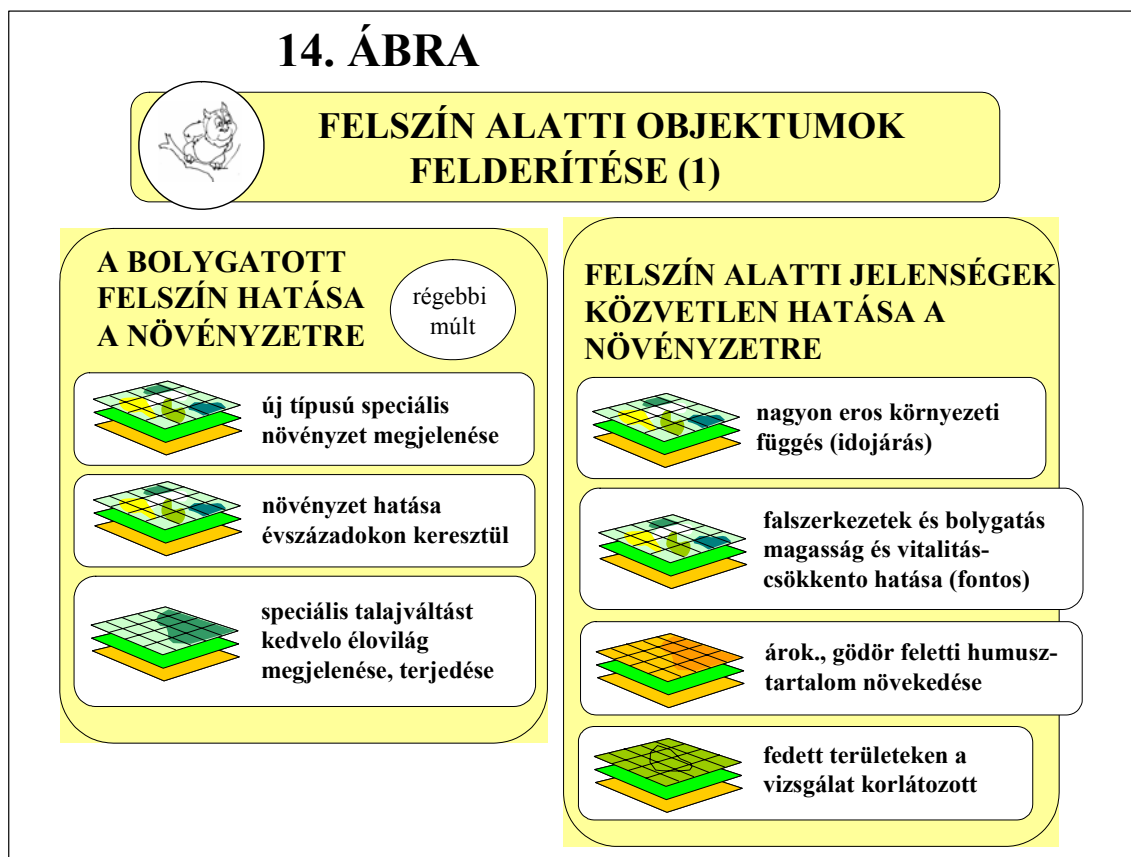 14. ÁBRA
FELSZÍN ALATTI OBJEKTUMOK
FELDERÍTÉSE (1)
A BOLYGATOTT
FELSZÍN HATÁSA
A NÖVÉNYZETRE
régebbi
múlt
új típusú speciális
növényzet megjelenése
növényzet hatása
évszázadokon keresztül
speciális talajváltást
kedvelo élovilág
megjelenése, terjedése
FELSZÍN ALATTI JELENSÉGEK
KÖZVETLEN HATÁSA A
NÖVÉNYZETRE
nagyon eros környezeti
függés (idojárás)
falszerkezetek és bolygatás
magasság és vitalitás-
csökkento hatása (fontos)
árok., gödör feletti humusz-
tartalom növekedése
fedett területeken a
vizsgálat korlátozott